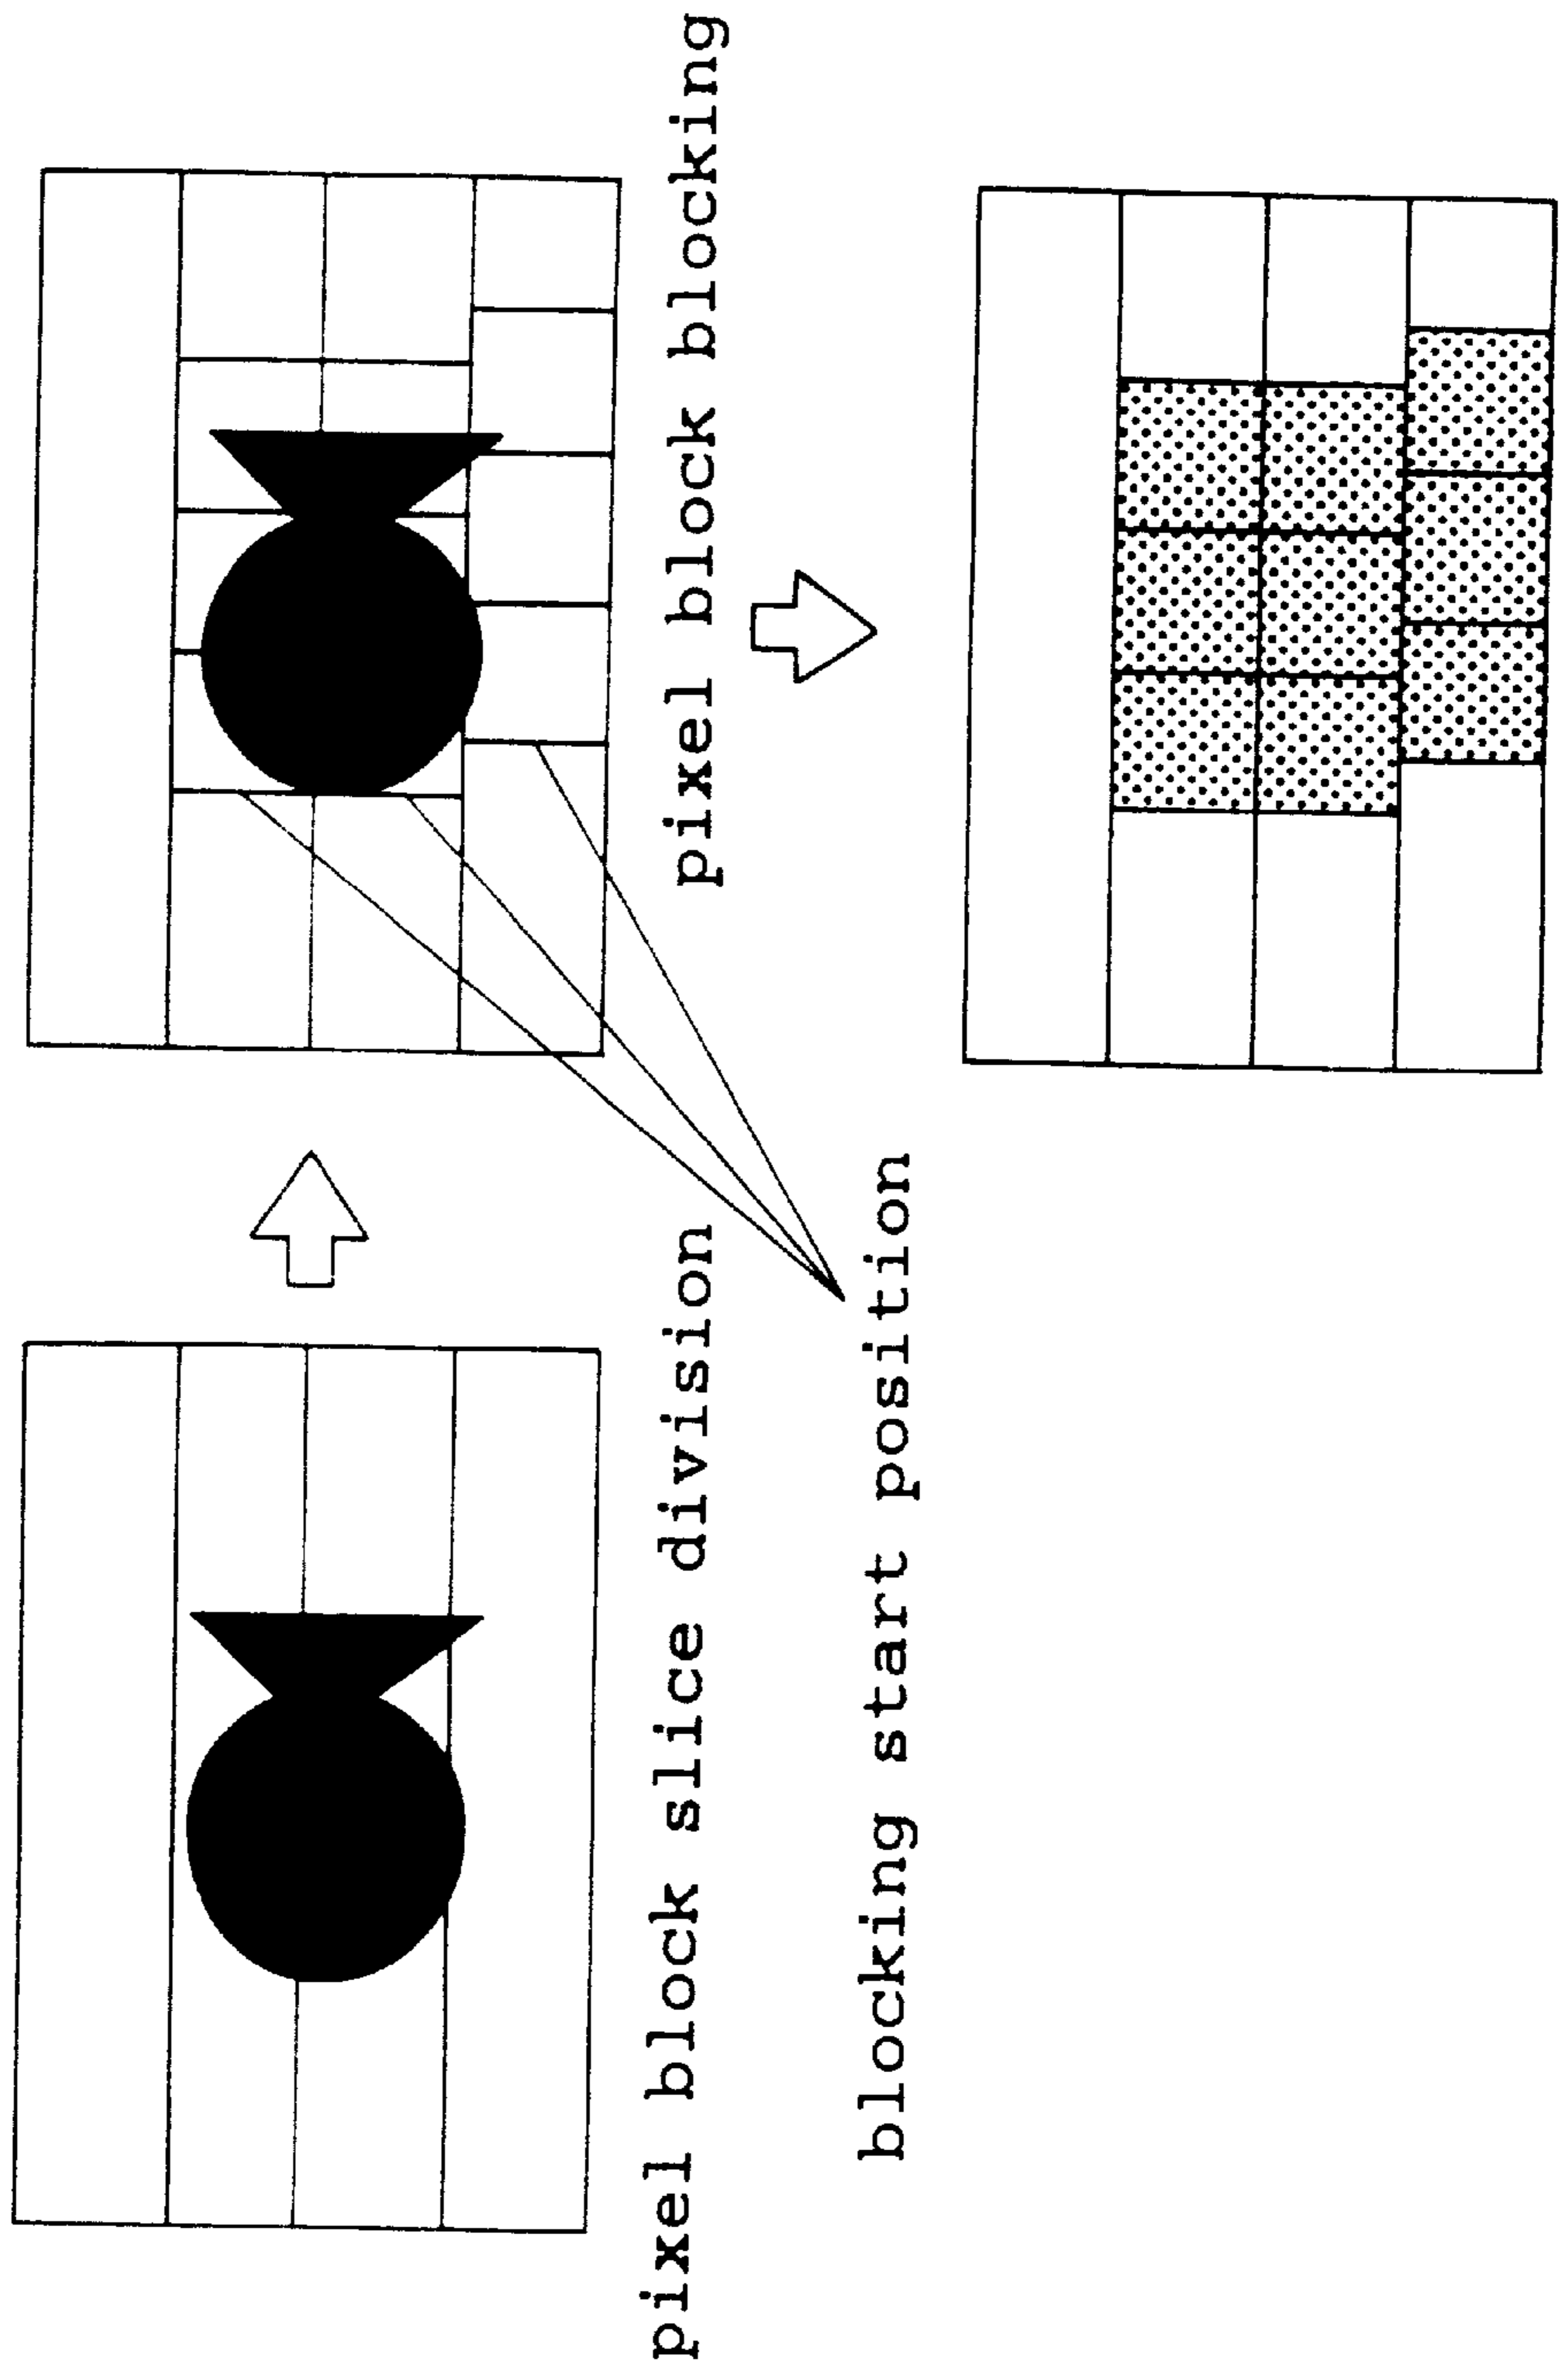 pixel block slice division
pixel block blocking
blocking start position